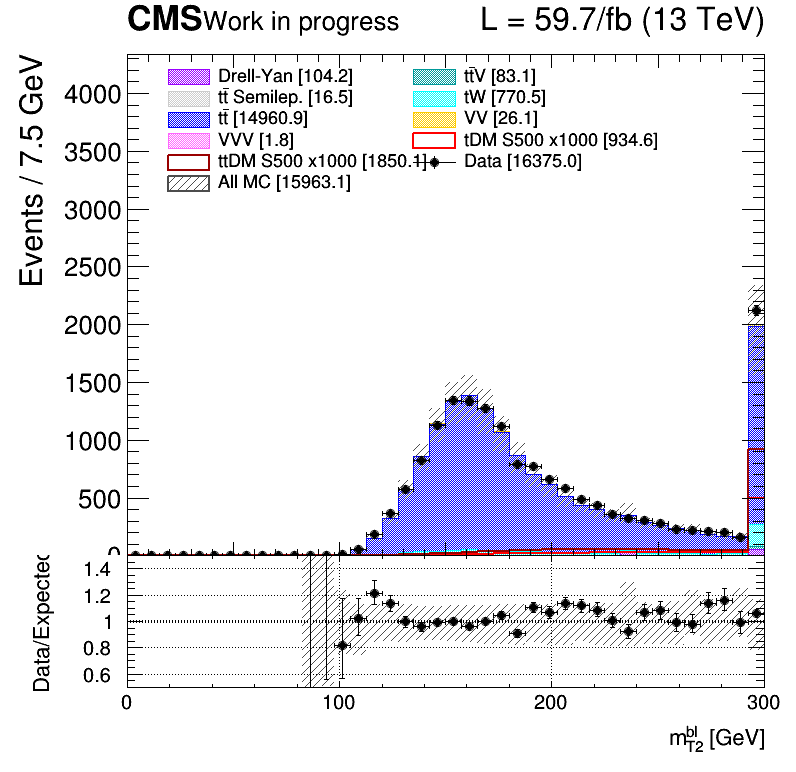 CMS Work in progress L = 59.7/fb (13 TeV)
Events / 7.5 GeV
4000
3500
3000
2500
2000
1500
1000
500
0
Drell-Yan [104.2]
tt̄ Semilep. [16.5]
tt̄ [14960.9]
VVV [1.8]
ttDM S500 x1000 [1850.1]
All MC [15963.1]
tt̄V [83.1]
tW [770.5]
VV [26.1]
tDM S500 x1000 [934.6]
Data [16375.0]
Data/Expected
1.4
1.2
1
0.8
0.6
0 100 200 300
m_{T2}^{bl} [GeV]